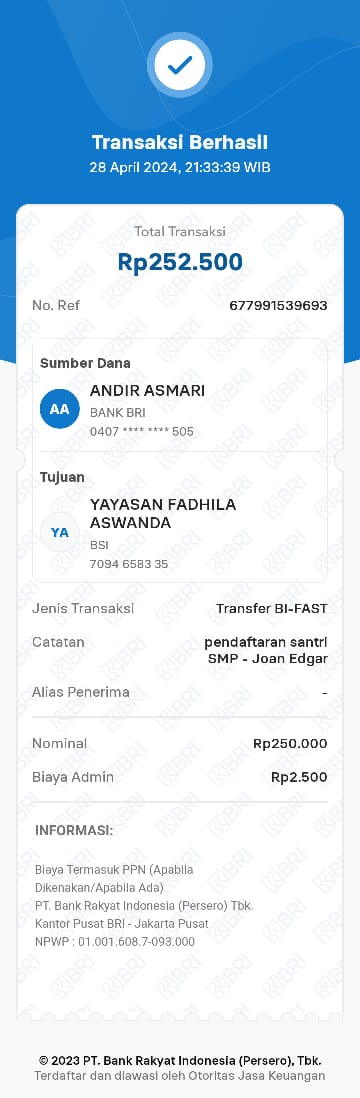 Transaksi Berhasil
28 April 2024, 21:33:39 WIB
Total Transaksi
Rp252.500
No. Ref 677991539693
Sumber Dana
AA
ANDIR ASMARI
BANK BRI
0407 **** **** 505
Tujuan
YA
YAYASAN FADHILA
ASWANDA
BSI
7094 6583 35
Jenis Transaksi Transfer BI-FAST
Catatan pendaftaran santri
SMP - Joan Edgar
Alias Penerima -
Nominal Rp250.000
Biaya Admin Rp2.500
INFORMASI:
Biaya Termasuk PPN (Apabila
Dikenakan/Apabila Ada)
PT. Bank Rakyat Indonesia (Persero) Tbk.
Kantor Pusat BRI - Jakarta Pusat
NPWP : 01.001.608.7-093.000
© 2023 PT. Bank Rakyat Indonesia (Persero), Tbk.
Terdaftar dan diawasi oleh Otoritas Jasa Keuangan